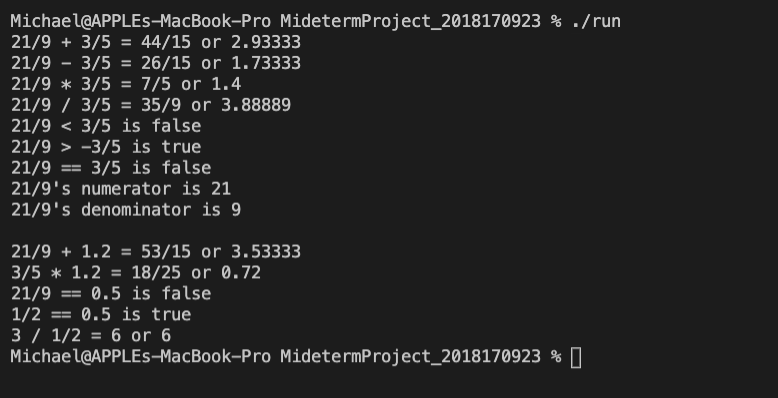 Michael@APPLEs-MacBook-Pro MidetermProject_2018170923 % ./run
21/9 + 3/5 = 44/15 or 2.93333
21/9 - 3/5 = 26/15 or 1.73333
21/9 * 3/5 = 7/5 or 1.4
21/9 / 3/5 = 35/9 or 3.88889
21/9 < 3/5 is false
21/9 > -3/5 is true
21/9 == 3/5 is false
21/9's numerator is 21
21/9's denominator is 9

21/9 + 1.2 = 53/15 or 3.53333
3/5 * 1.2 = 18/25 or 0.72
21/9 == 0.5 is false
1/2 == 0.5 is true
3 / 1/2 = 6 or 6
Michael@APPLEs-MacBook-Pro MidetermProject_2018170923 %